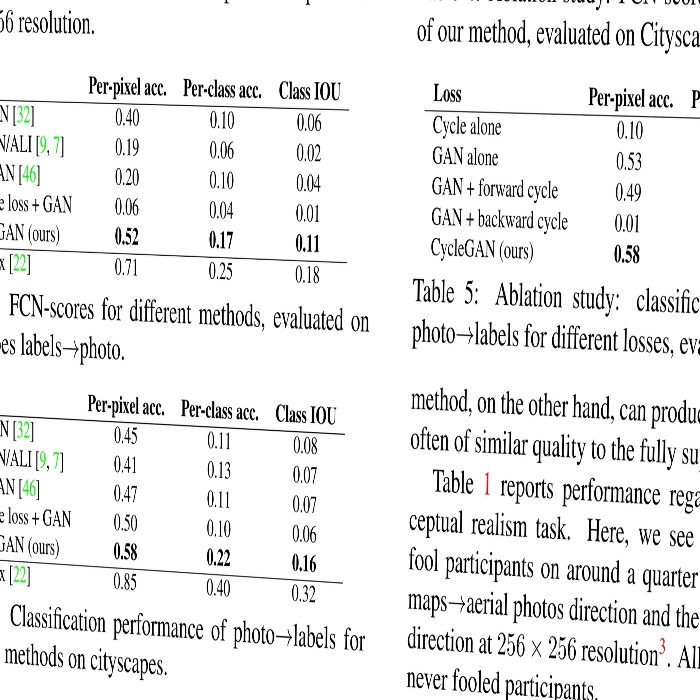 56 resolution.
Per-pixel acc. Per-class acc. Class IOU
N [32] 0.40 0.10 0.06
N/ALI [9, 7] 0.19 0.06 0.02
AN [46] 0.20 0.10 0.04
e loss + GAN 0.06 0.04 0.01
GAN (ours) 0.52 0.17 0.11
x [22] 0.71 0.25 0.18
FCN-scores for different methods, evaluated on
es labels→photo.
Per-pixel acc. Per-class acc. Class IOU
N [32] 0.45 0.11 0.08
N/ALI [9, 7] 0.41 0.13 0.07
AN [46] 0.47 0.11 0.07
e loss + GAN 0.50 0.10 0.06
GAN (ours) 0.58 0.22 0.16
x [22] 0.85 0.40 0.32
Classification performance of photo→labels for
methods on cityscapes.
of our method, evaluated on Citysca
Loss Per-pixel acc. P
Cycle alone 0.10
GAN alone 0.53
GAN + forward cycle 0.49
GAN + backward cycle 0.01
CycleGAN (ours) 0.58
Table 5: Ablation study: classific
photo→labels for different losses, eva
method, on the other hand, can produc
often of similar quality to the fully su
Table 1 reports performance rega
ceptual realism task. Here, we see
fool participants on around a quarter
maps→aerial photos direction and the
direction at 256 × 256 resolution3. All
never fooled participants.